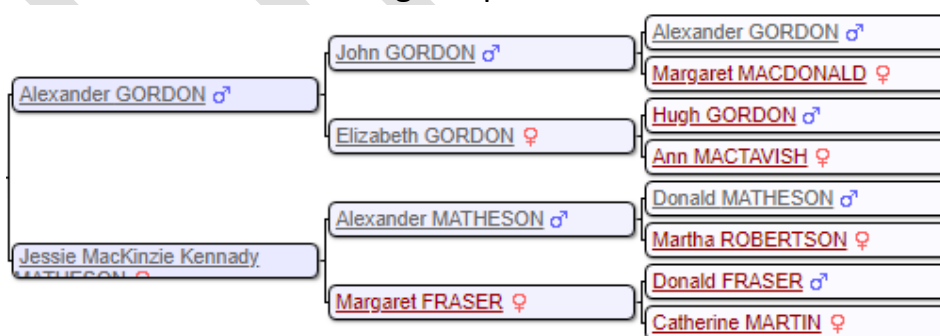 Alexander GORDON ♂
Jessie MacKinzie Kennady
MATHESON ♀
John GORDON ♂
Elizabeth GORDON ♀
Alexander MATHESON ♂
Margaret FRASER ♀
Alexander GORDON ♂
Margaret MACDONALD ♀
Hugh GORDON ♂
Ann MACTAVISH ♀
Donald MATHESON ♂
Martha ROBERTSON ♀
Donald FRASER ♂
Catherine MARTIN ♀